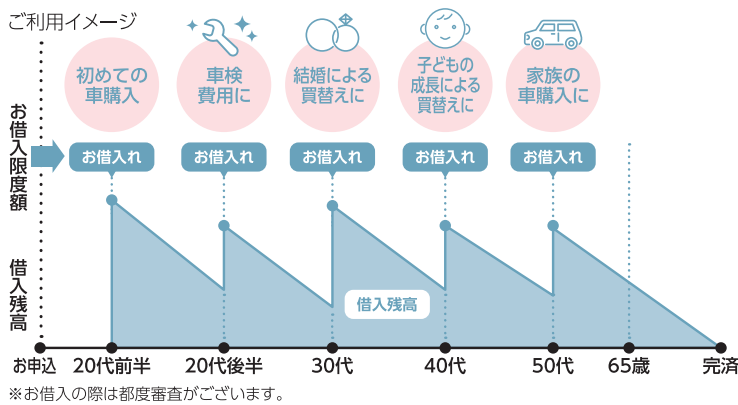 ご利用イメージ
初めての
車購入
車検
費用に
結婚による
買替えに
子どもの
成長による
買替えに
家族の
車購入に
お借入限度額
お借入れ
お借入れ
お借入れ
お借入れ
お借入れ
借入残高
借入残高
お申込
20代前半
20代後半
30代
40代
50代
65歳
完済
※お借入の際は都度審査がございます。